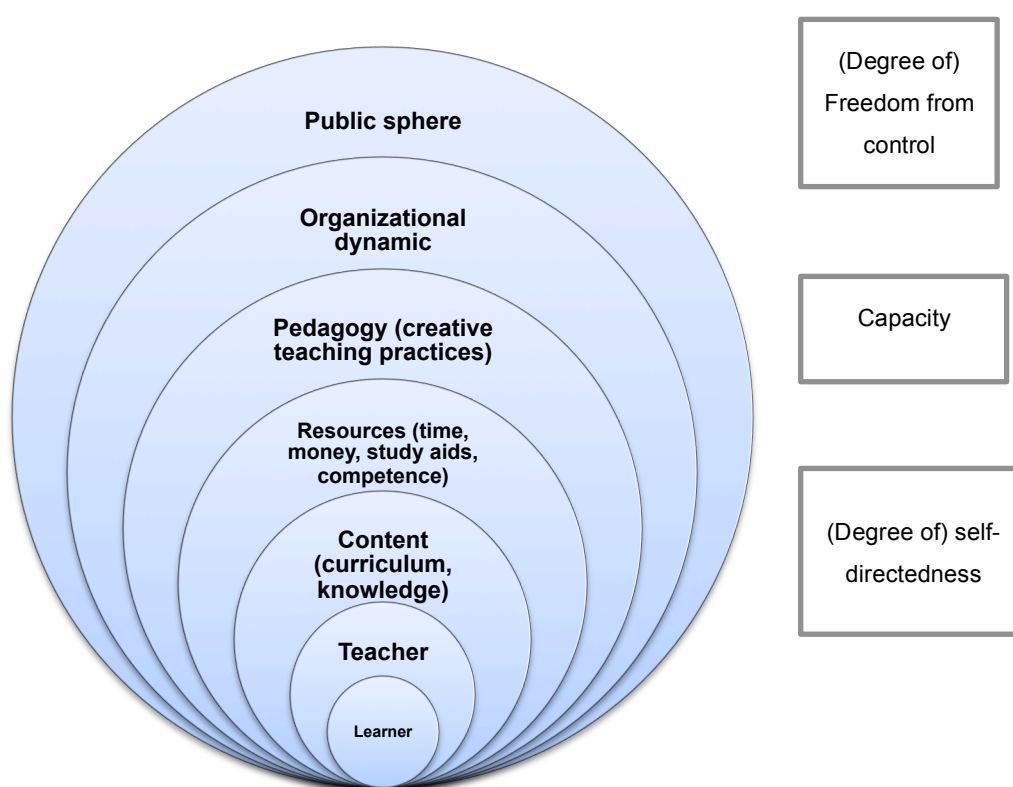 Public sphere
Organizational
dynamic
Pedagogy (creative
teaching practices)
Resources (time,
money, study aids,
competence)
Content
(curriculum,
knowledge)
Teacher
Learner
(Degree of)
Freedom from
control
Capacity
(Degree of) self-
directedness